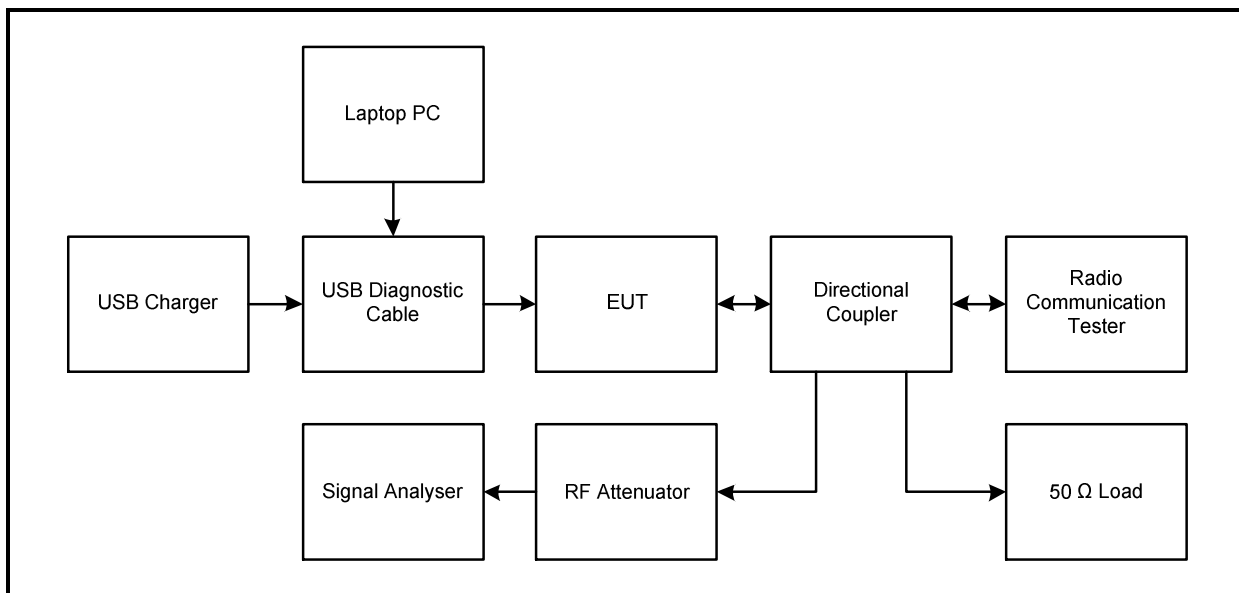 Laptop PC
USB Charger
USB Diagnostic
Cable
EUT
Directional
Coupler
Radio
Communication
Tester
Signal Analyser
RF Attenuator
50 Ω Load